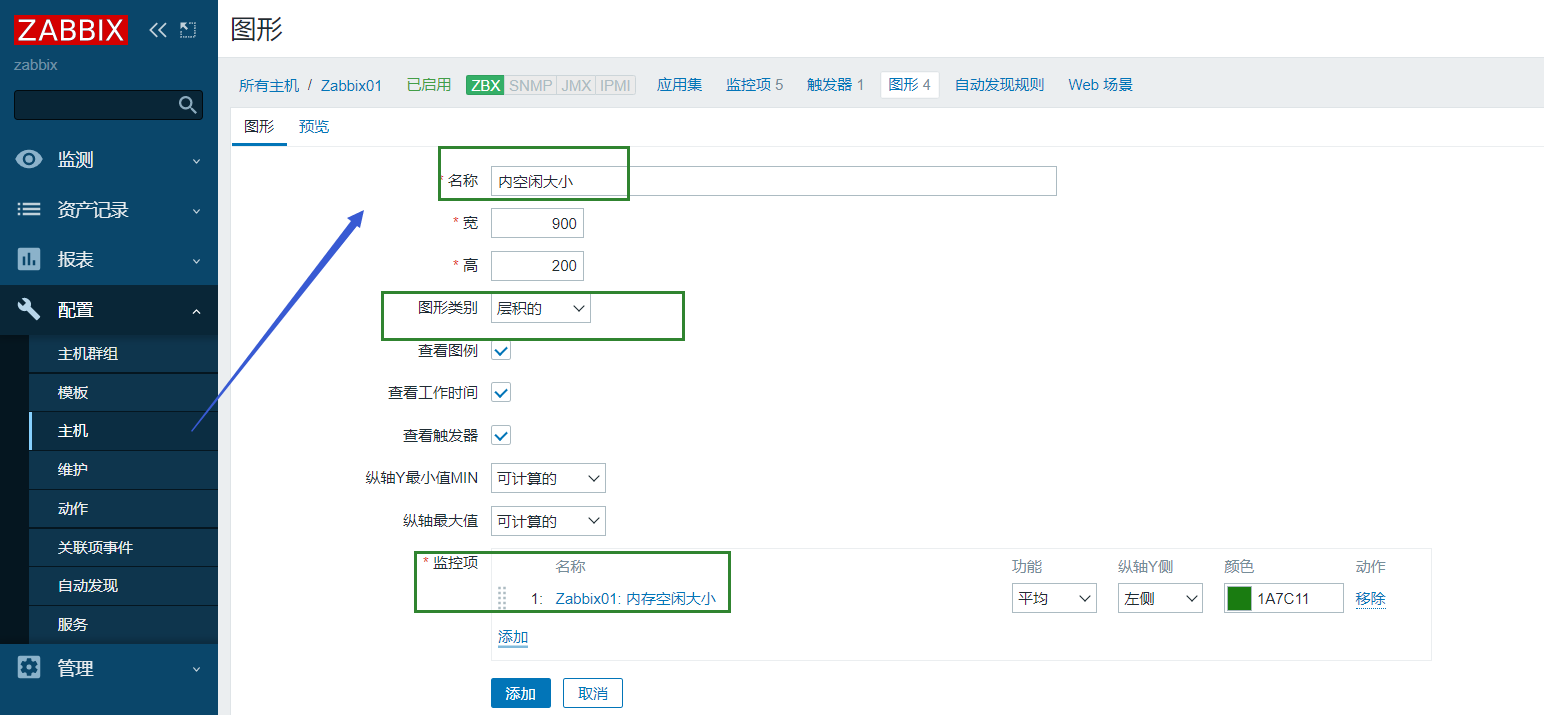 ZABBIX
zabbix
监测
资产记录
报表
配置
主机群组
模板
主机
维护
动作
关联项事件
自动发现
服务
管理
图形
所有主机 / Zabbix01 已启用 ZBX SNMP JMX IPMI 应用集 监控项 5 触发器 1 图形 4 自动发现规则 Web 场景
图形 预览
* 名称 内空闲大小
* 宽 900
* 高 200
图形类别 层积的
查看图例
查看工作时间
查看触发器
纵轴Y最小值MIN 可计算的
纵轴最大值 可计算的
* 监控项 名称 功能 纵轴Y侧 颜色 动作
1: Zabbix01: 内存空闲大小 平均 左侧 1A7C11 移除
添加
添加 取消